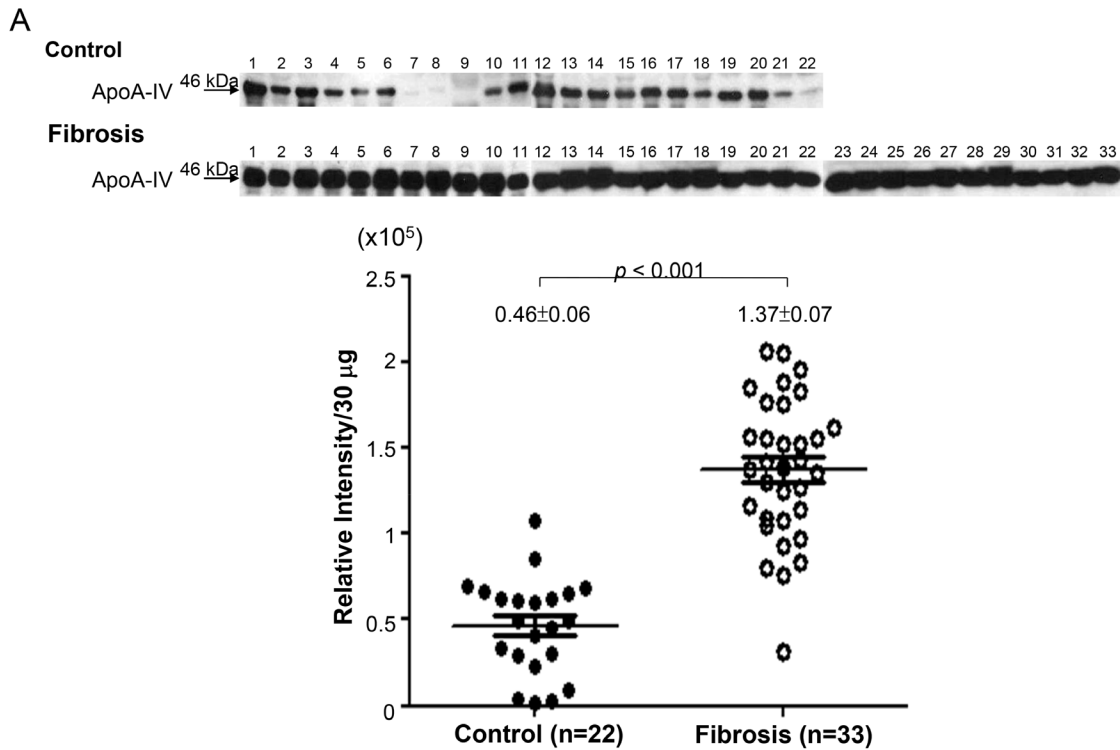 A
Control
1 2 3 4 5 6 7 8 9 10 11 12 13 14 15 16 17 18 19 20 21 22
ApoA-IV 46 kDa
Fibrosis
1 2 3 4 5 6 7 8 9 10 11 12 13 14 15 16 17 18 19 20 21 22 23 24 25 26 27 28 29 30 31 32 33
ApoA-IV 46 kDa
(x10⁵)
p < 0.001
2.5
0.46±0.06 1.37±0.07
2
1.5
1
0.5
0
Relative Intensity/30 μg
Control (n=22) Fibrosis (n=33)